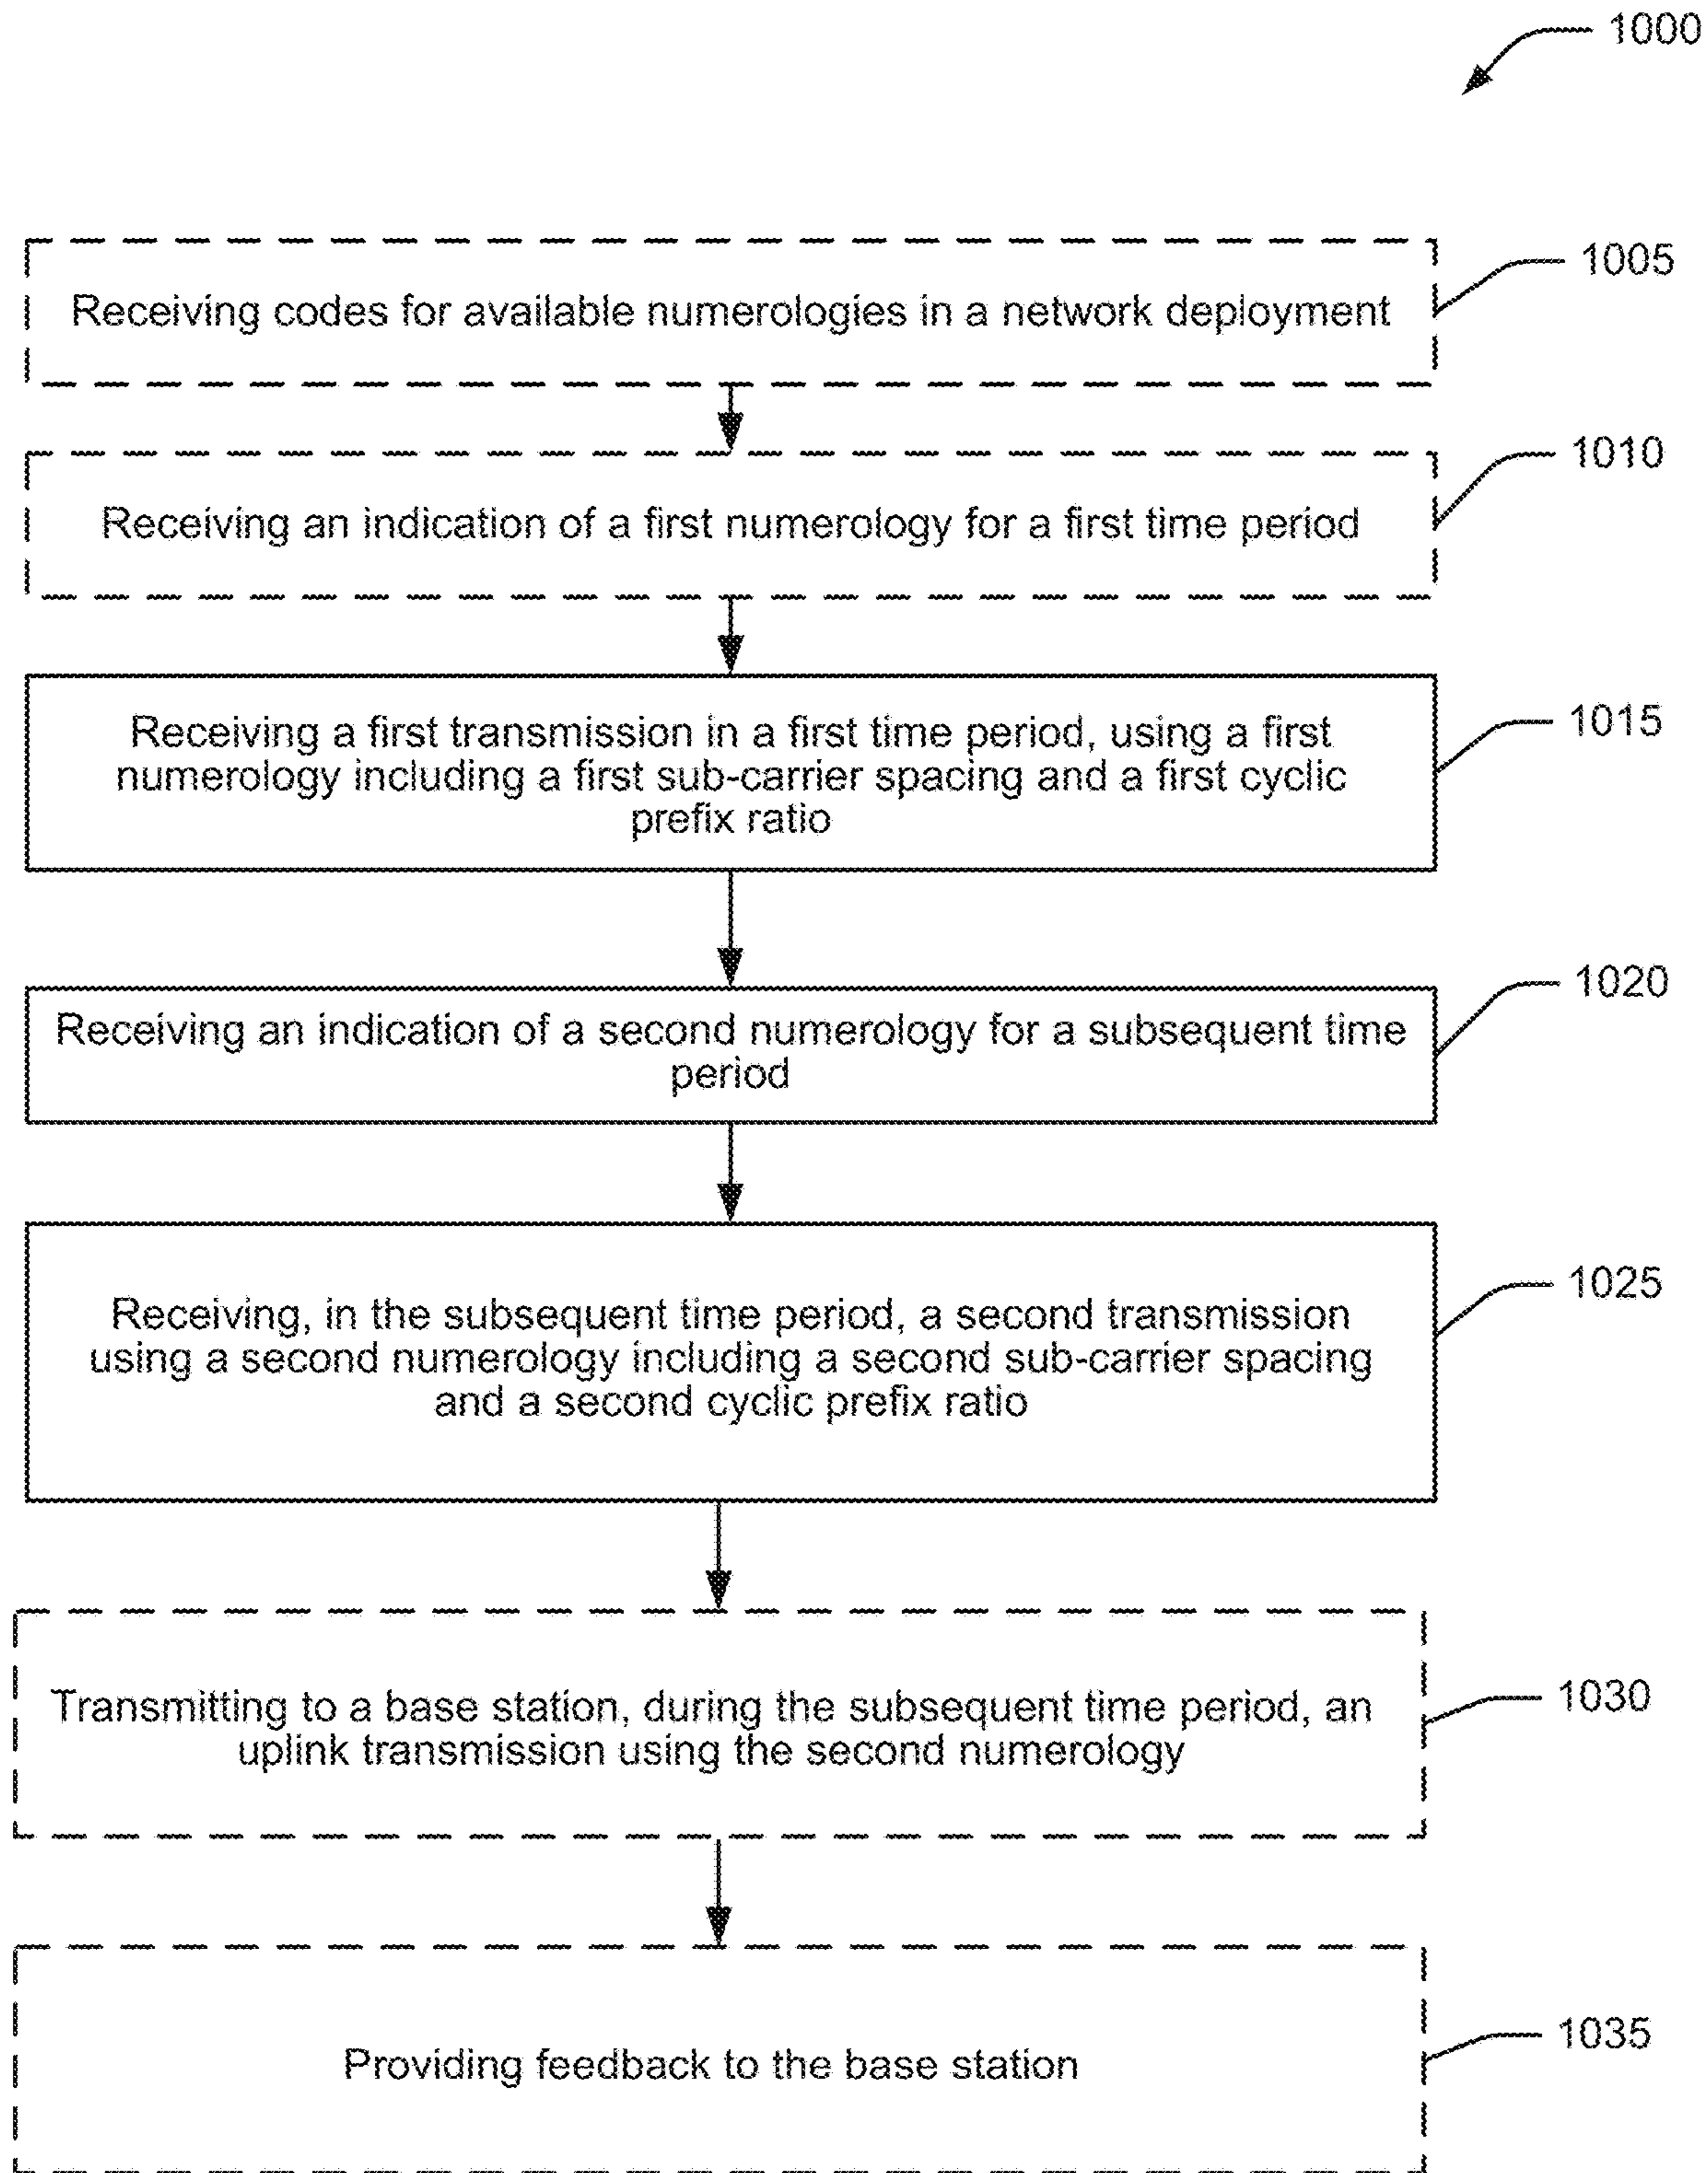 1000
1005
Receiving codes for available numerologies in a network deployment
1010
Receiving an indication of a first numerology for a first time period
1015
Receiving a first transmission in a first time period, using a first
numerology including a first sub-carrier spacing and a first cyclic
prefix ratio
1020
Receiving an indication of a second numerology for a subsequent time
period
1025
Receiving, in the subsequent time period, a second transmission
using a second numerology including a second sub-carrier spacing
and a second cyclic prefix ratio
1030
Transmitting to a base station, during the subsequent time period, an
uplink transmission using the second numerology
1035
Providing feedback to the base station